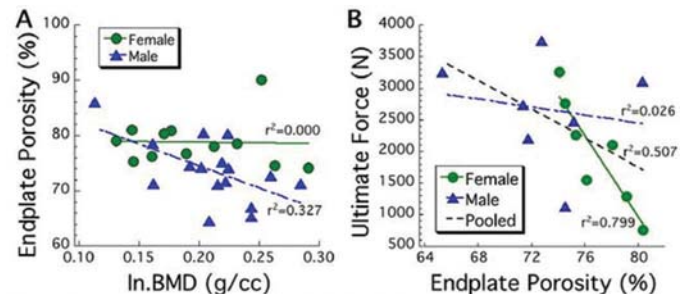 A
Endplate Porosity (%)
100
90
80
70
60
Female
Male
r²=0.000
r²=0.327
0.10
0.15
0.20
0.25
0.30
In.BMD (g/cc)
B
Ultimate Force (N)
4000
3500
3000
2500
2000
1500
1000
500
r²=0.026
r²=0.507
r²=0.799
Female
Male
Pooled
64
68
72
76
80
Endplate Porosity (%)